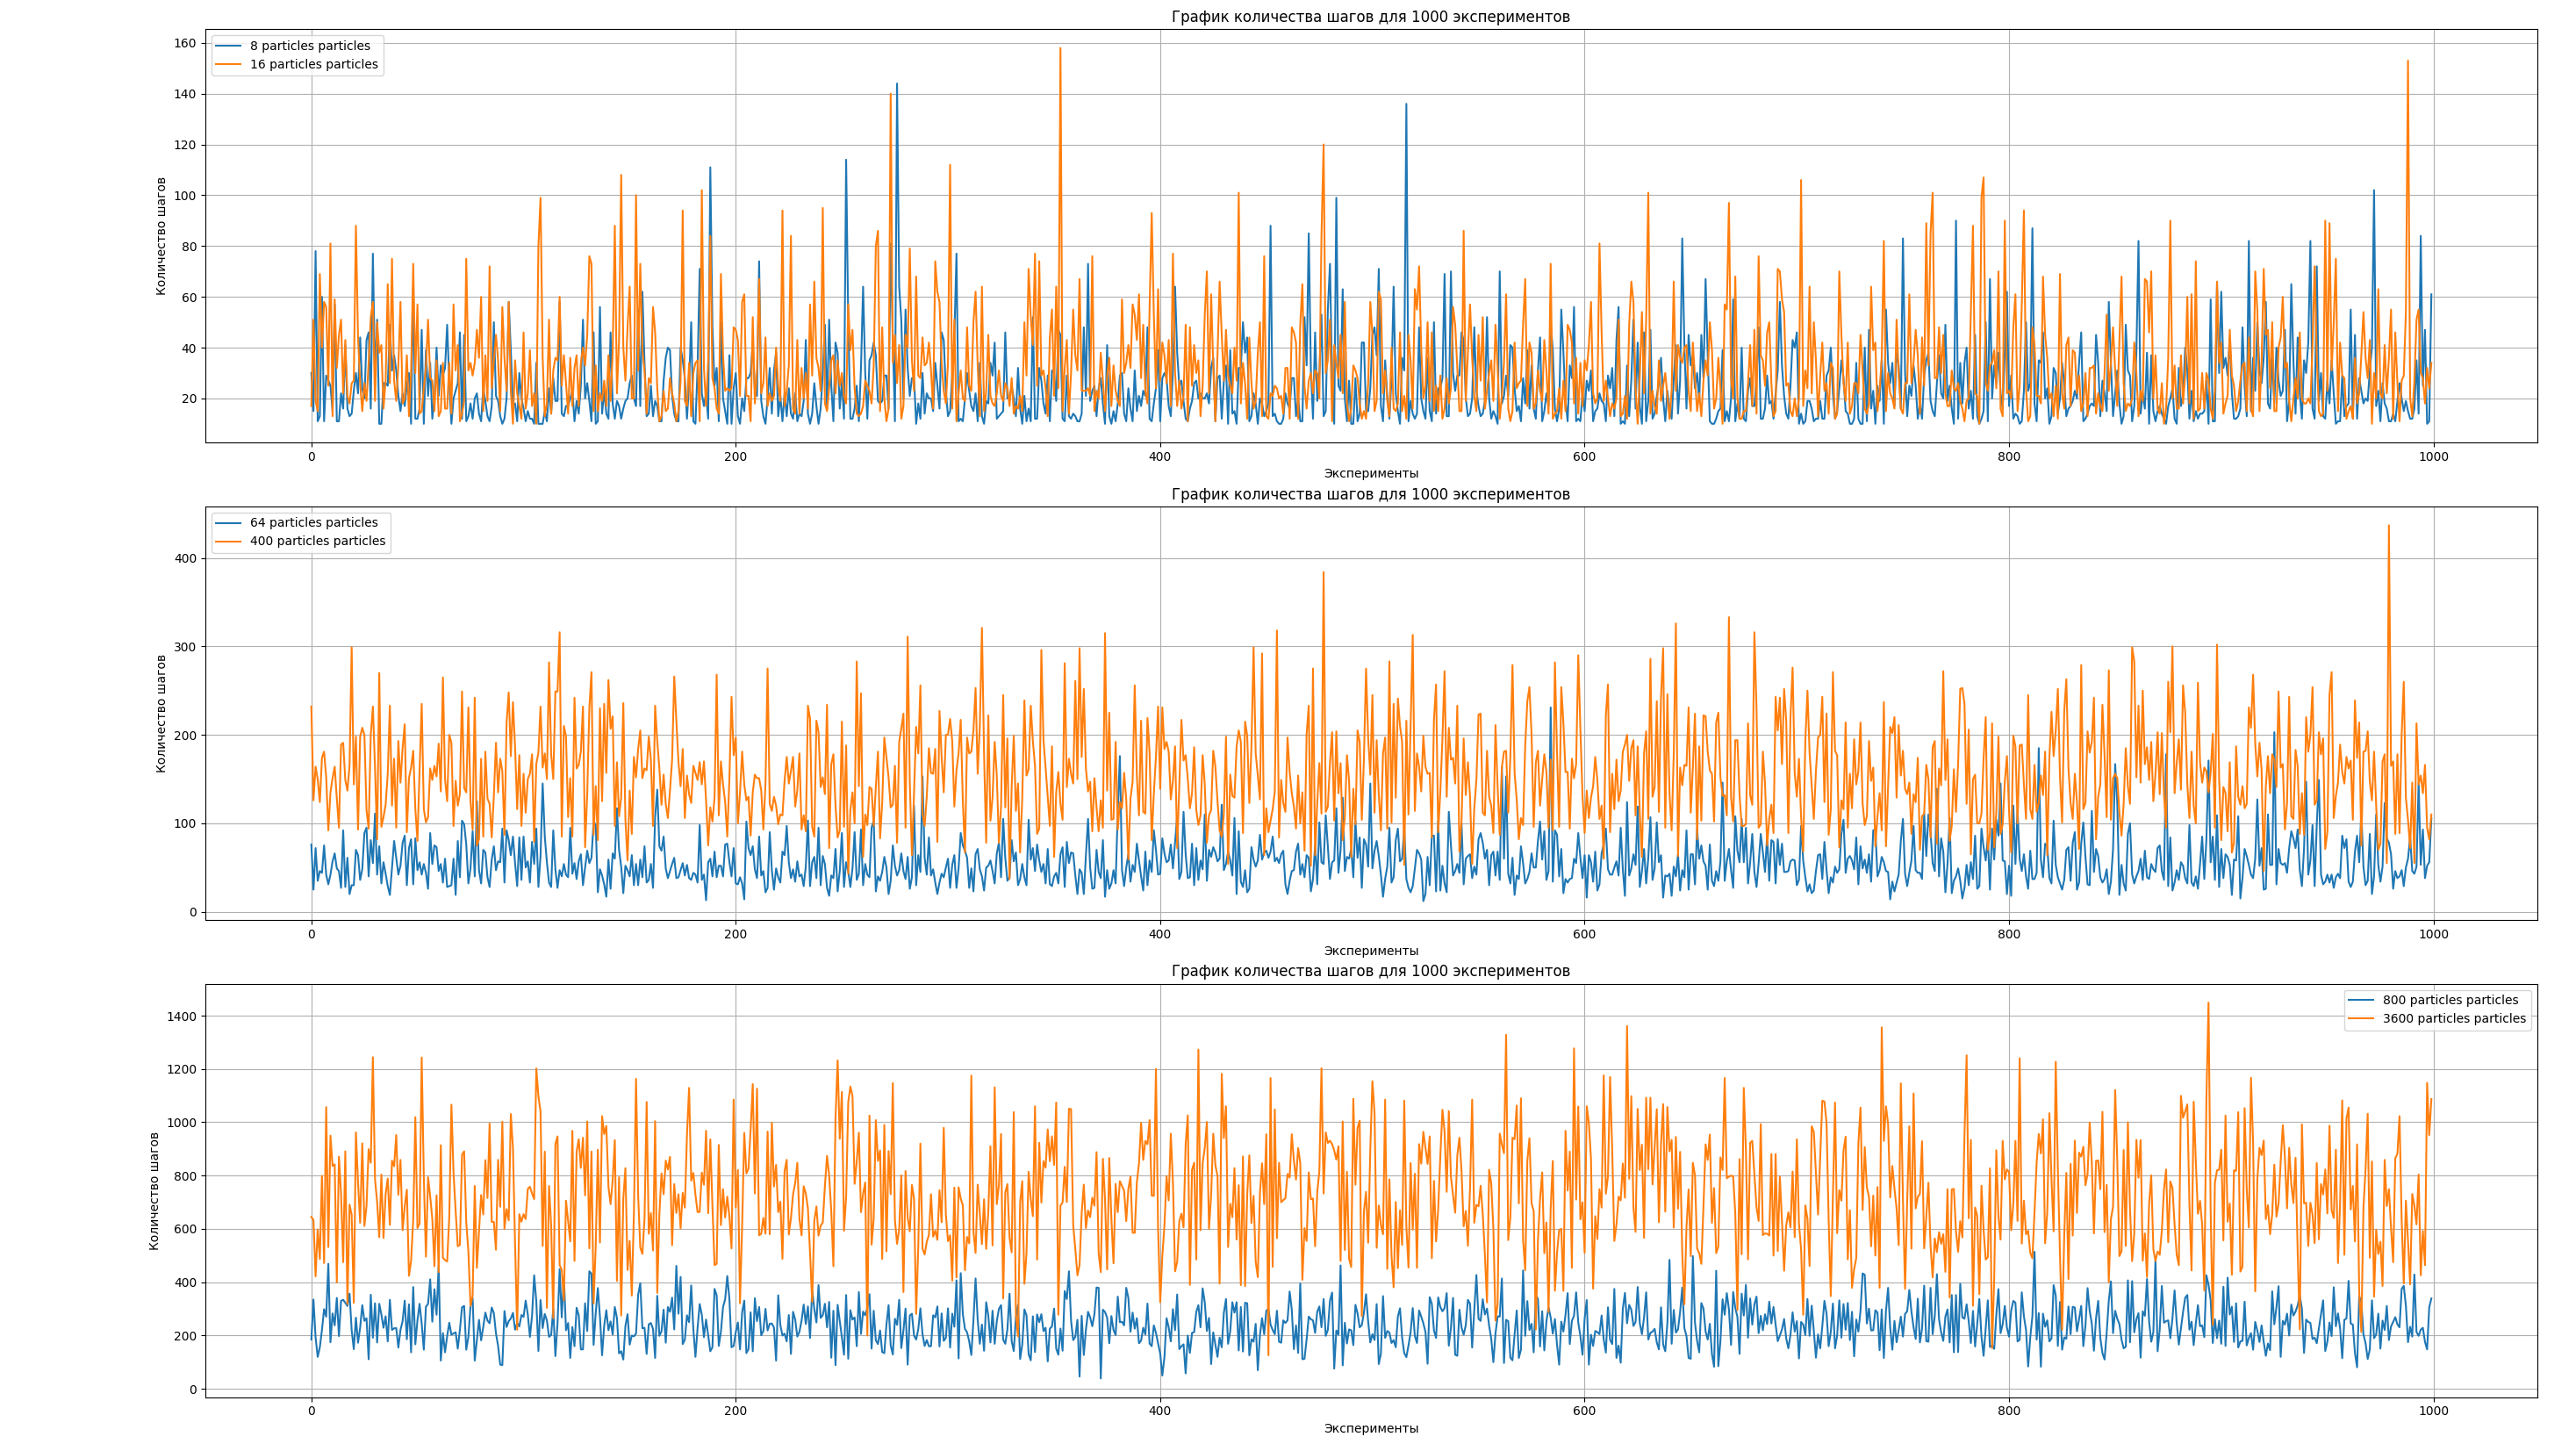 График количества шагов для 1000 экспериментов
8 particles particles
16 particles particles
160
140
120
100
80
60
40
20
Количество шагов
0 200 400 600 800 1000
Эксперименты
График количества шагов для 1000 экспериментов
64 particles particles
400 particles particles
400
300
200
100
0
Количество шагов
0 200 400 600 800 1000
Эксперименты
График количества шагов для 1000 экспериментов
800 particles particles
3600 particles particles
1400
1200
1000
800
600
400
200
0
Количество шагов
0 200 400 600 800 1000
Эксперименты